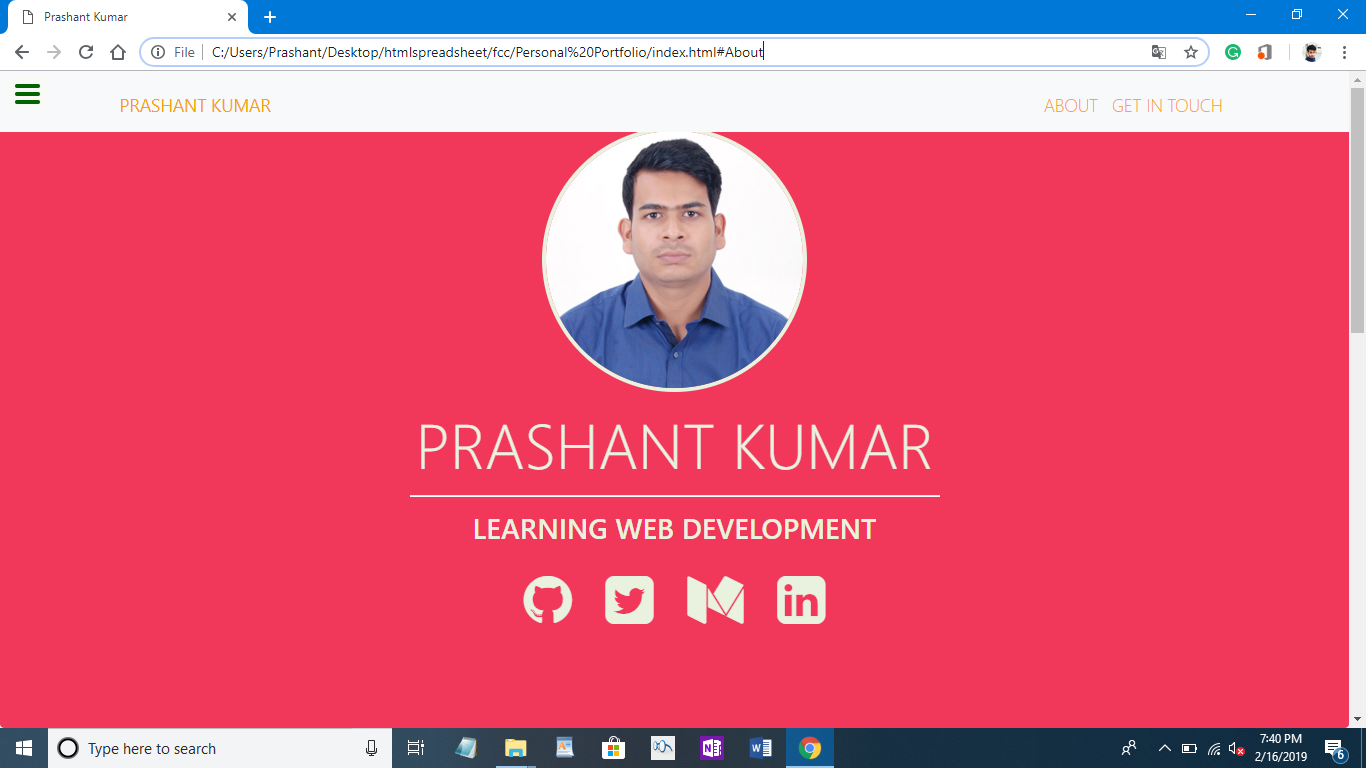 Prashant Kumar
File C:/Users/Prashant/Desktop/htmlspreadsheet/fcc/Personal%20Portfolio/index.html#About
PRASHANT KUMAR ABOUT GET IN TOUCH
PRASHANT KUMAR
LEARNING WEB DEVELOPMENT
in
Type here to search
N
W
7:40 PM
2/16/2019
6